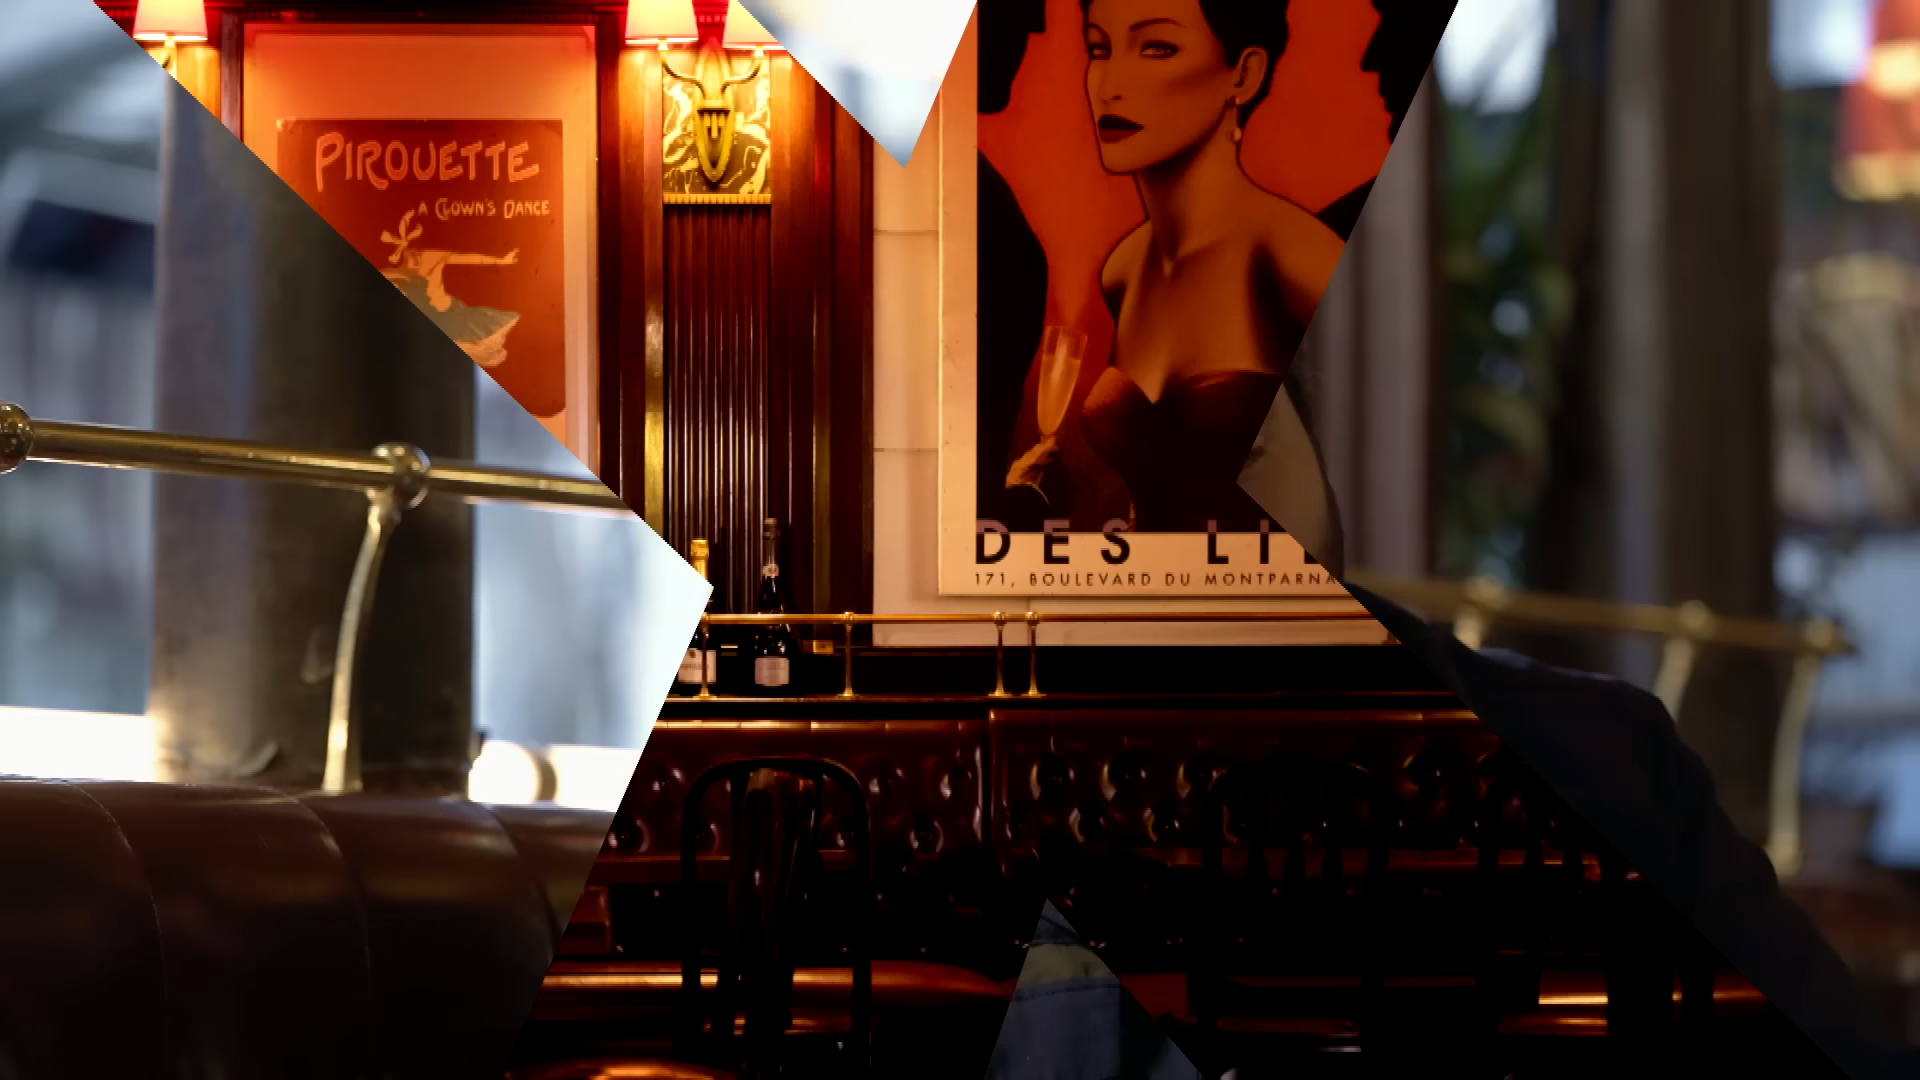 PIROUETTE
A CLOWN'S DANCE
DES LI
171, BOULEVARD DU MONTPARNA